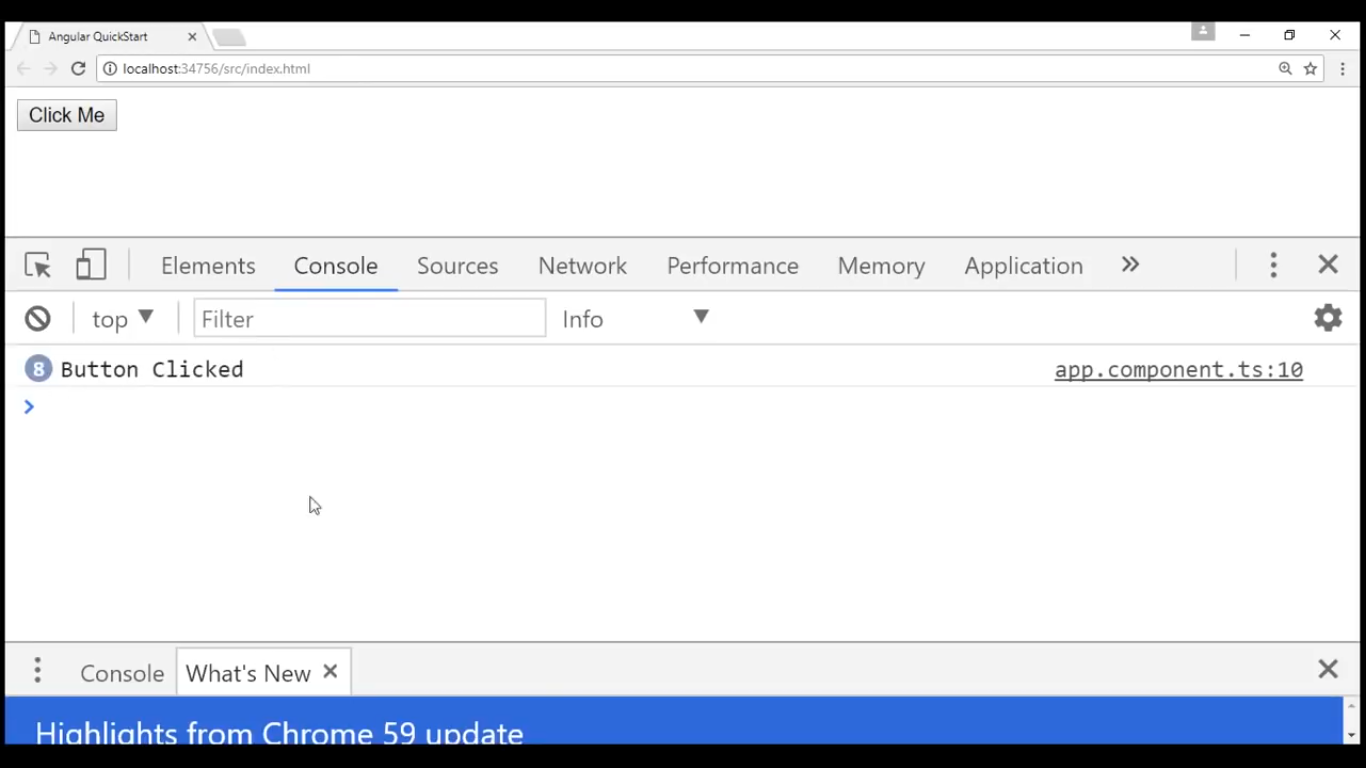 Angular QuickStart
localhost:34756/src/index.html
Click Me
Elements Console Sources Network Performance Memory Application
top Filter Info
8 Button Clicked app.component.ts:10
Console What's New
Highlights from Chrome 59 update